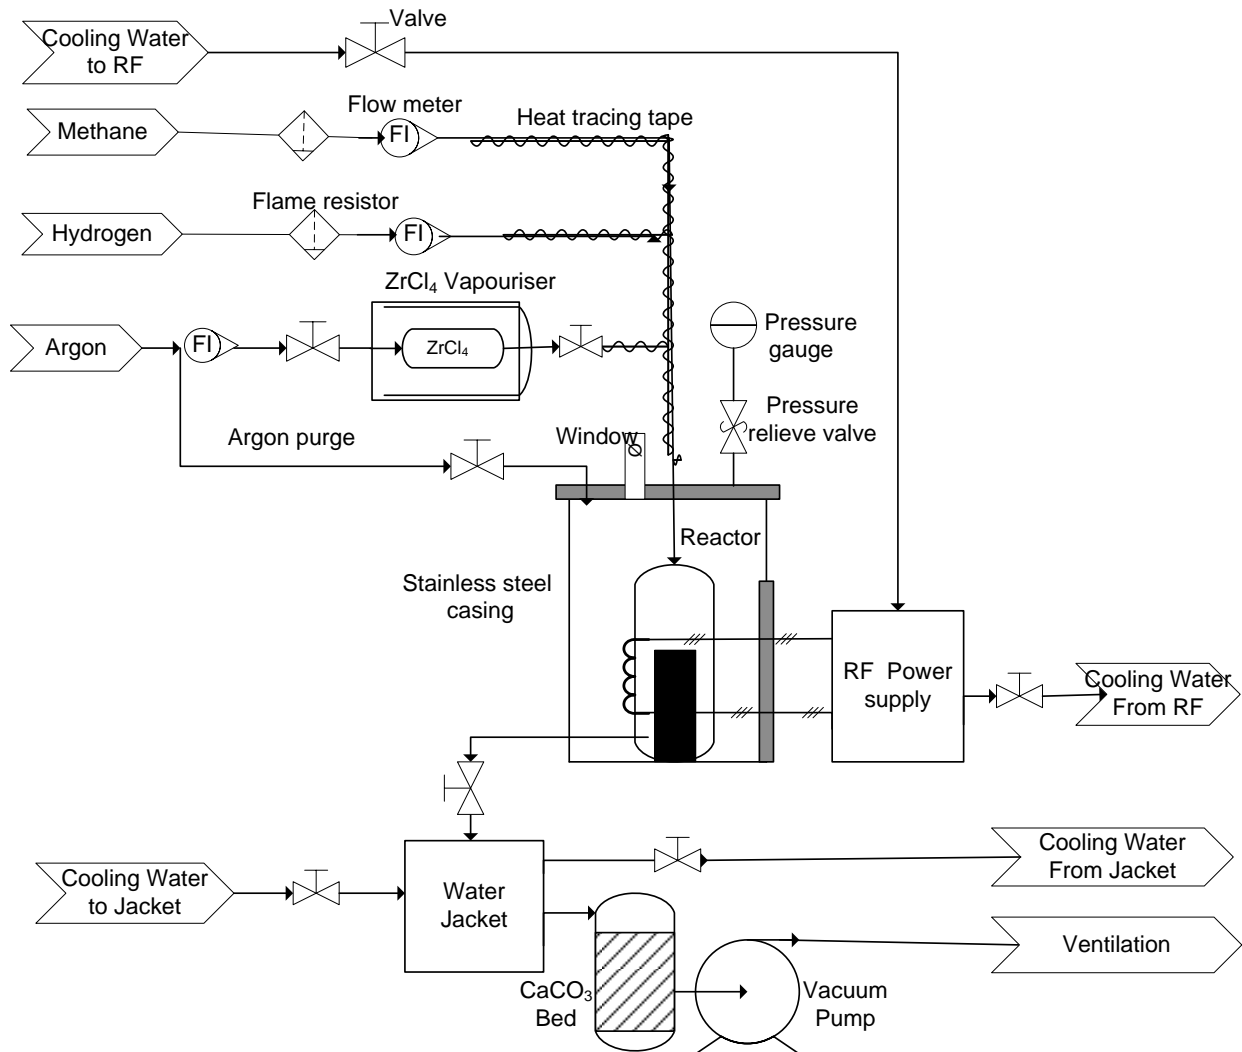 Valve
Cooling Water
to RF
Flow meter
Heat tracing tape
Methane
FI
Flame resistor
Hydrogen
FI
ZrCl₄ Vapouriser
Argon
FI
ZrCl₄
Pressure
gauge
Argon purge
Window
Pressure
relieve valve
Reactor
Stainless steel
casing
RF Power
supply
Cooling Water
From RF
Cooling Water
to Jacket
Water
Jacket
Cooling Water
From Jacket
Ventilation
CaCO₃
Bed
Vacuum
Pump